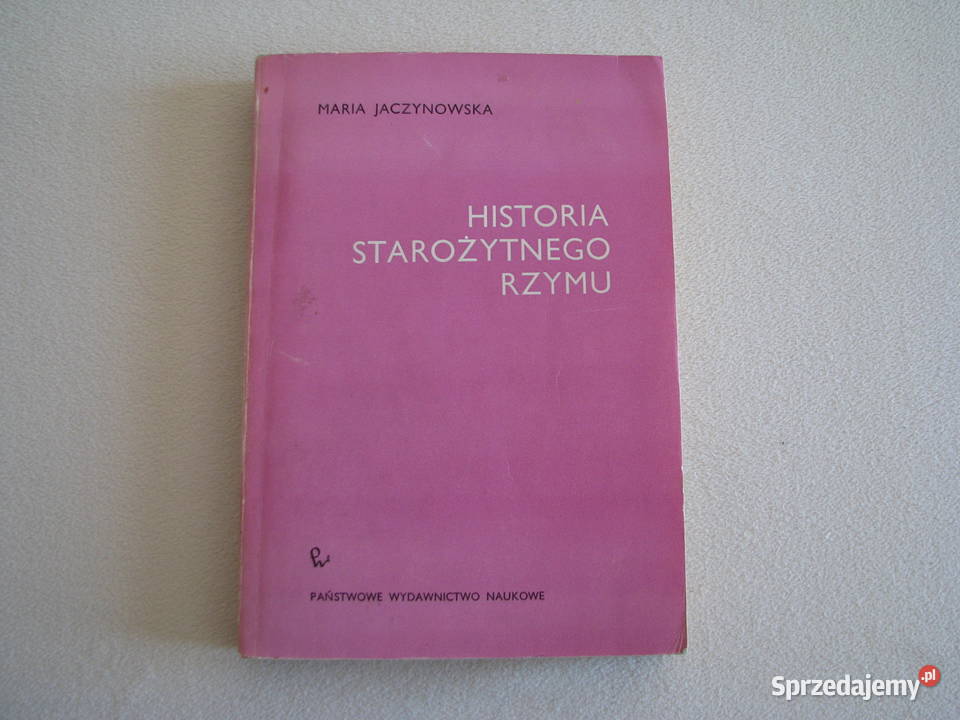 MARIA JACZYNOWSKA
HISTORIA
STAROŻYTNEGO
RZYMU
PAŃSTWOWE WYDAWNICTWO NAUKOWE
Sprzedajemy.pl